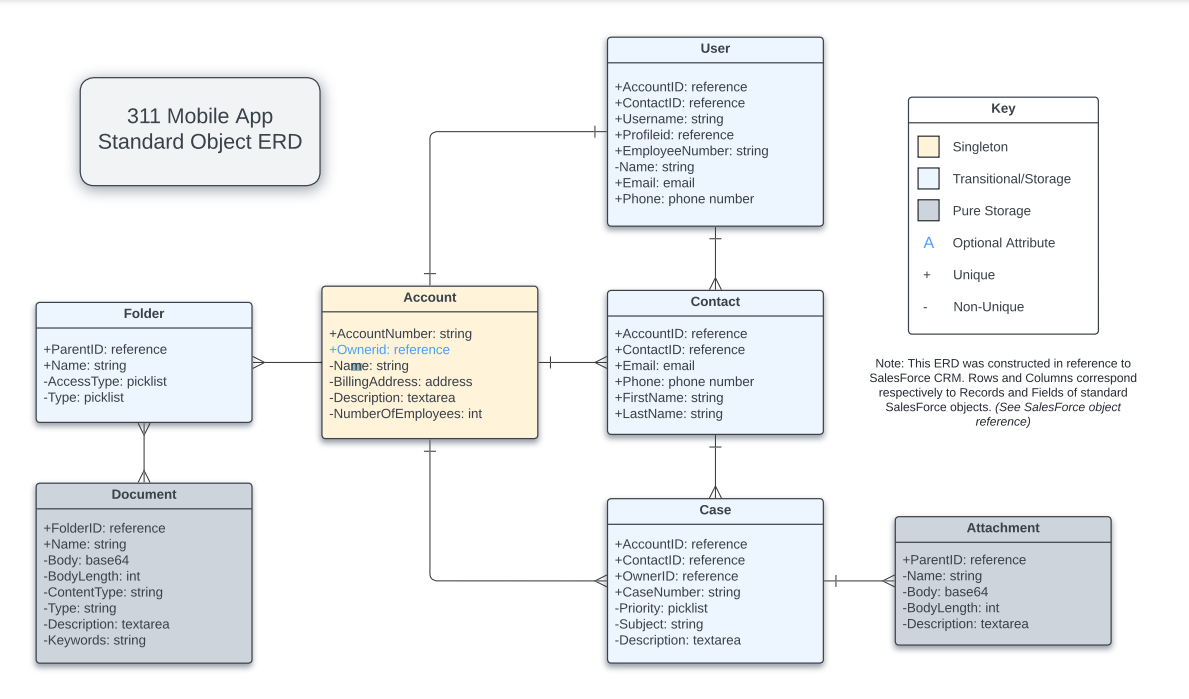 311 Mobile App
Standard Object ERD
User
+AccountID: reference
+ContactID: reference
+Username: string
+Profileid: reference
+EmployeeNumber: string
-Name: string
+Email: email
+Phone: phone number
Key
Singleton
Transitional/Storage
Pure Storage
A Optional Attribute
+ Unique
- Non-Unique
Note: This ERD was constructed in reference to
SalesForce CRM. Rows and Columns correspond
respectively to Records and Fields of standard
SalesForce objects. (See SalesForce object
reference)
Folder
+ParentID: reference
+Name: string
-AccessType: picklist
-Type: picklist
Account
+AccountNumber: string
+Ownerid: reference
-Name: string
-BillingAddress: address
-Description: textarea
-NumberOfEmployees: int
Contact
+AccountID: reference
+ContactID: reference
+Email: email
+Phone: phone number
+FirstName: string
+LastName: string
Document
+FolderID: reference
+Name: string
-Body: base64
-BodyLength: int
-ContentType: string
-Type: string
-Description: textarea
-Keywords: string
Case
+AccountID: reference
+ContactID: reference
+OwnerID: reference
+CaseNumber: string
-Priority: picklist
-Subject: string
-Description: textarea
Attachment
+ParentID: reference
-Name: string
-Body: base64
-BodyLength: int
-Description: textarea